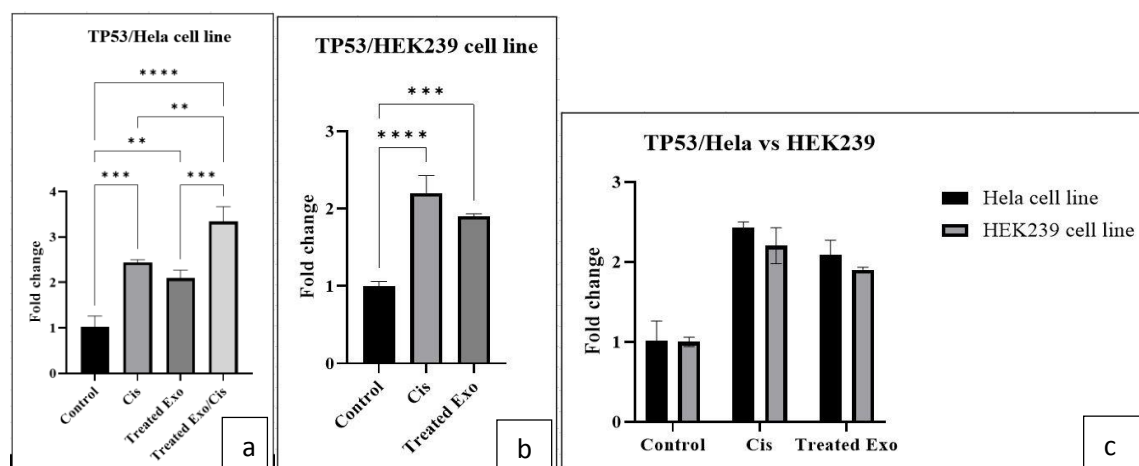 TP53/Hela cell line
****
**
**
***
***
Fold change
4
3
2
1
0
Control
Cis
Treated Exo
Treated Exo/Cis
a
TP53/HEK239 cell line
***
****
Fold change
3
2
1
0
Control
Cis
Treated Exo
b
TP53/Hela vs HEK239
Fold change
3
2
1
0
Control
Cis
Treated Exo
Hela cell line
HEK239 cell line
c